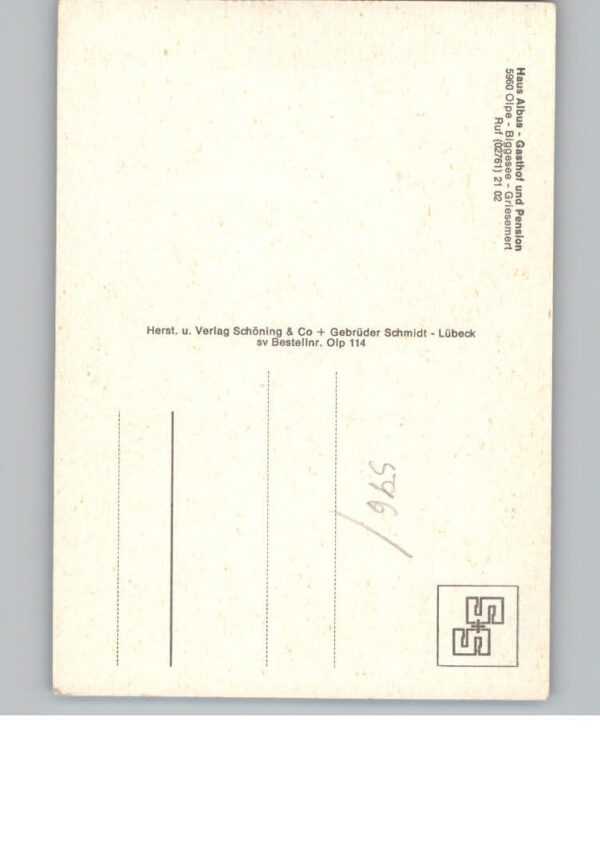 Haus Albus - Gasthof und Pension
5960 Olpe - Biggesee - Griesemert
Ruf (02761) 21 02
Herst. u. Verlag Schöning & Co + Gebrüder Schmidt - Lübeck
sv Bestellnr. Olp 114
596/
S+S